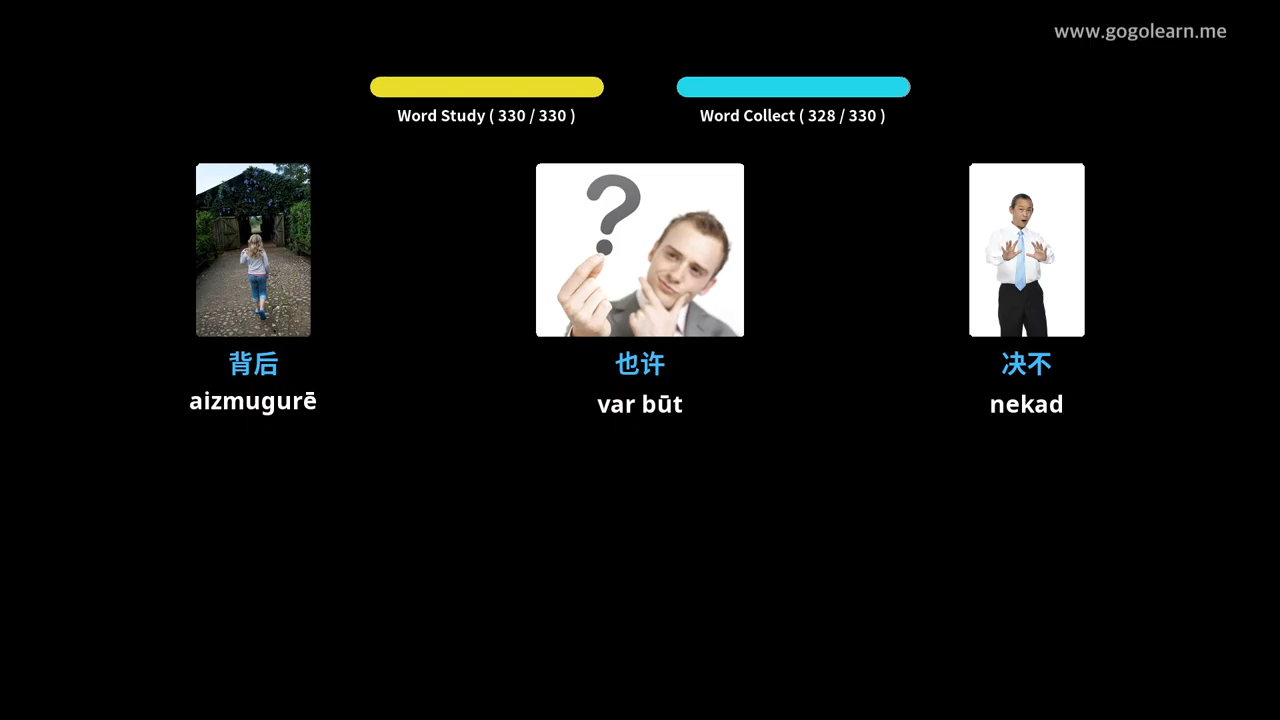 www.gogolearn.me
Word Study ( 330 / 330 )
Word Collect ( 328 / 330 )
背后
也许
决不
aizmugurē
var būt
nekad